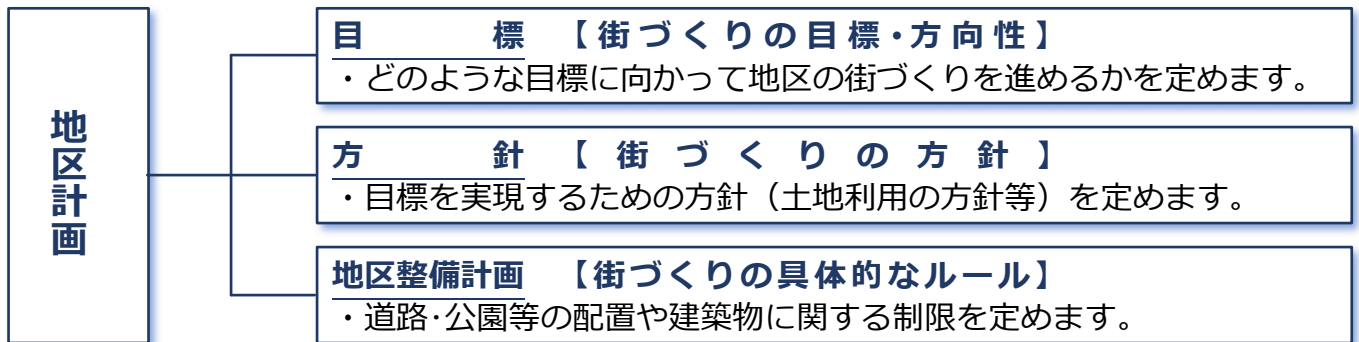 地区計画
目標 【街づくりの目標・方向性】
・どのような目標に向かって地区の街づくりを進めるかを定めます。
方針 【街づくりの方針】
・目標を実現するための方針（土地利用の方針等）を定めます。
地区整備計画 【街づくりの具体的なルール】
・道路・公園等の配置や建築物に関する制限を定めます。